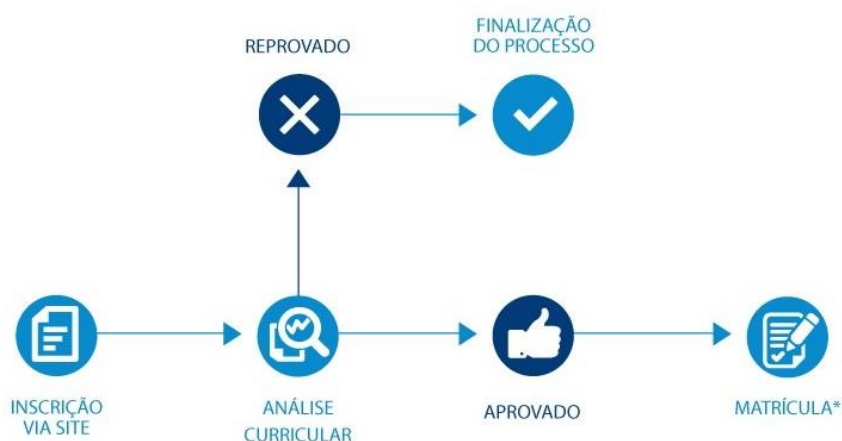 REPROVADO
FINALIZAÇÃO
DO PROCESSO
INSCRIÇÃO
VIA SITE
ANÁLISE
CURRICULAR
APROVADO
MATRÍCULA*